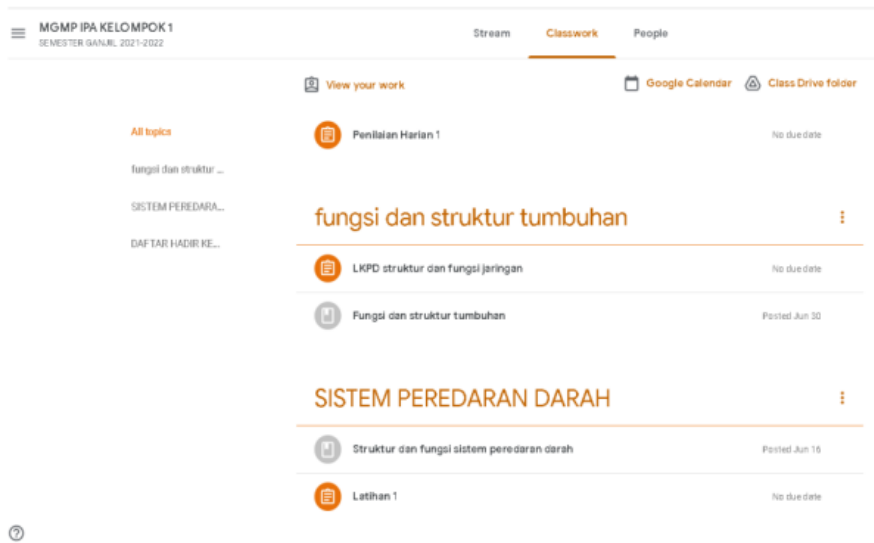 MGMP IPA KELOMPOK 1
SEMESTER GANJIL 2021-2022
Stream Classwork People
View your work
Google Calendar Class Drive folder
All topics
fungsi dan struktur ...
SISTEM PEREDARA...
DAFTAR HADIR KE...
Penilaian Harian 1 No due date
fungsi dan struktur tumbuhan
LKPD struktur dan fungsi jaringan No due date
Fungsi dan struktur tumbuhan Posted Jun 30
SISTEM PEREDARAN DARAH
Struktur dan fungsi sistem peredaran darah Posted Jun 16
Latihan 1 No due date